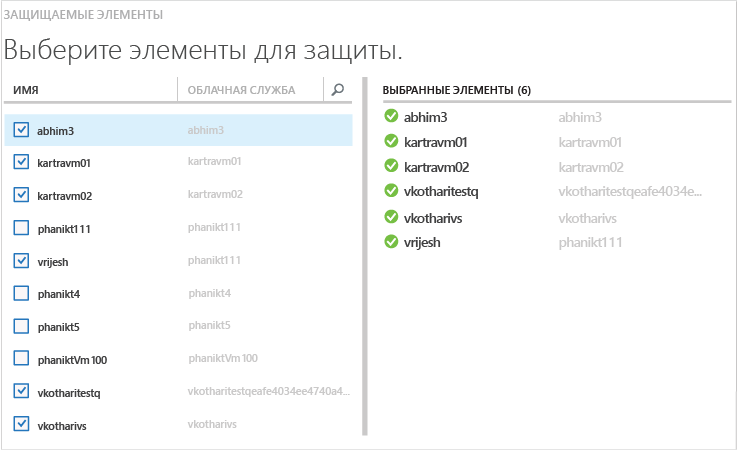 ЗАЩИЩАЕМЫЕ ЭЛЕМЕНТЫ
Выберите элементы для защиты.
ИМЯ ОБЛАЧНАЯ СЛУЖБА
abhim3 abhim3
kartravm01 kartravm01
kartravm02 kartravm02
phanikt111 phanikt111
vrijesh phanikt111
phanikt4 phanikt4
phanikt5 phanikt5
phaniktVm100 phaniktVm100
vkotharitestq vkotharitestqeafe4034ee4740a4...
vkotharivs vkotharivs
ВЫБРАННЫЕ ЭЛЕМЕНТЫ (6)
abhim3 abhim3
kartravm01 kartravm01
kartravm02 kartravm02
vkotharitestq vkotharitestqeafe4034e...
vkotharivs vkotharivs
vrijesh phanikt111